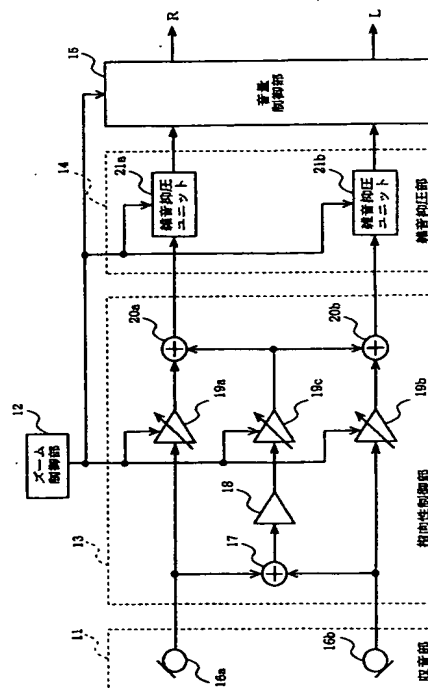 11
収音部
16a
16b
12
ズーム
制御部
13
指向性制御部
17
18
19a
19c
19b
20a
20b
14
雑音抑圧部
21a
雑音抑圧
ユニット
21b
雑音抑圧
ユニット
15
音量
制御部
R
L